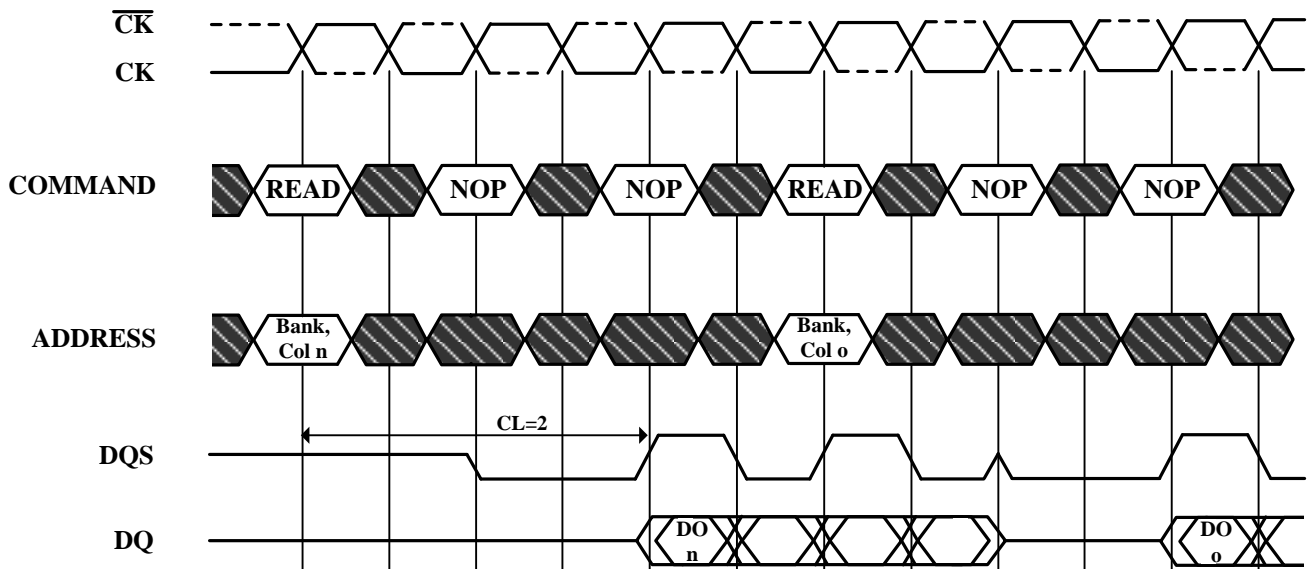 CK
CK
COMMAND
READ
NOP
NOP
READ
NOP
NOP
ADDRESS
Bank,
Col n
Bank,
Col o
CL=2
DQS
DQ
DO
n
DO
o